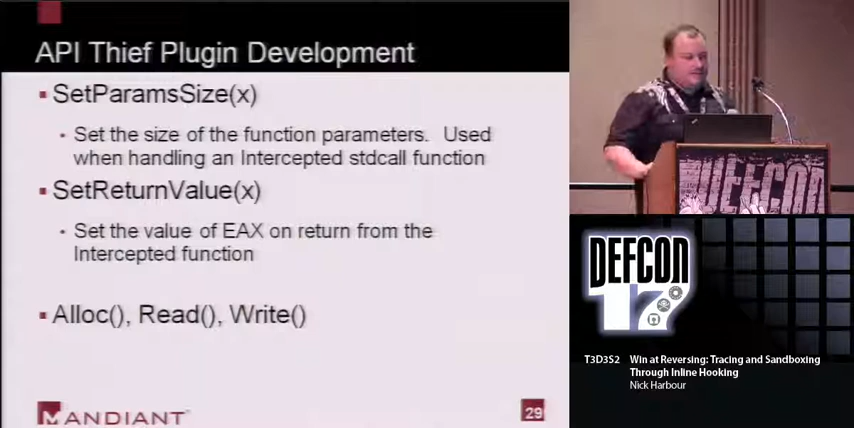 API Thief Plugin Development
SetParamsSize(x)
Set the size of the function parameters. Used
when handling an Intercepted stdcall function
SetReturnValue(x)
Set the value of EAX on return from the
Intercepted function
Alloc(), Read(), Write()
MANDIANT
29
DEFCON
DEFCON
17
T3D3S2 Win at Reversing: Tracing and Sandboxing
Through Inline Hooking
Nick Harbour